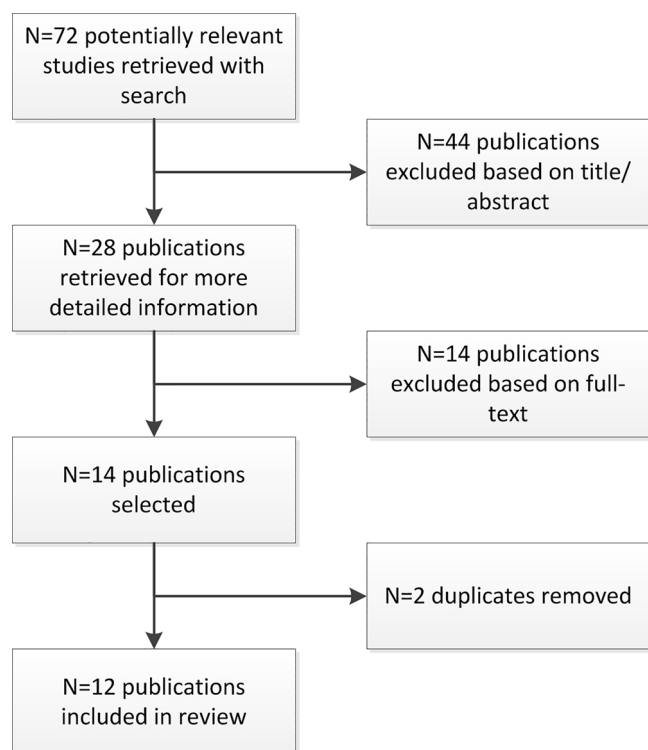 N=72 potentially relevant
studies retrieved with
search
N=44 publications
excluded based on title/
abstract
N=28 publications
retrieved for more
detailed information
N=14 publications
excluded based on full-
text
N=14 publications
selected
N=2 duplicates removed
N=12 publications
included in review